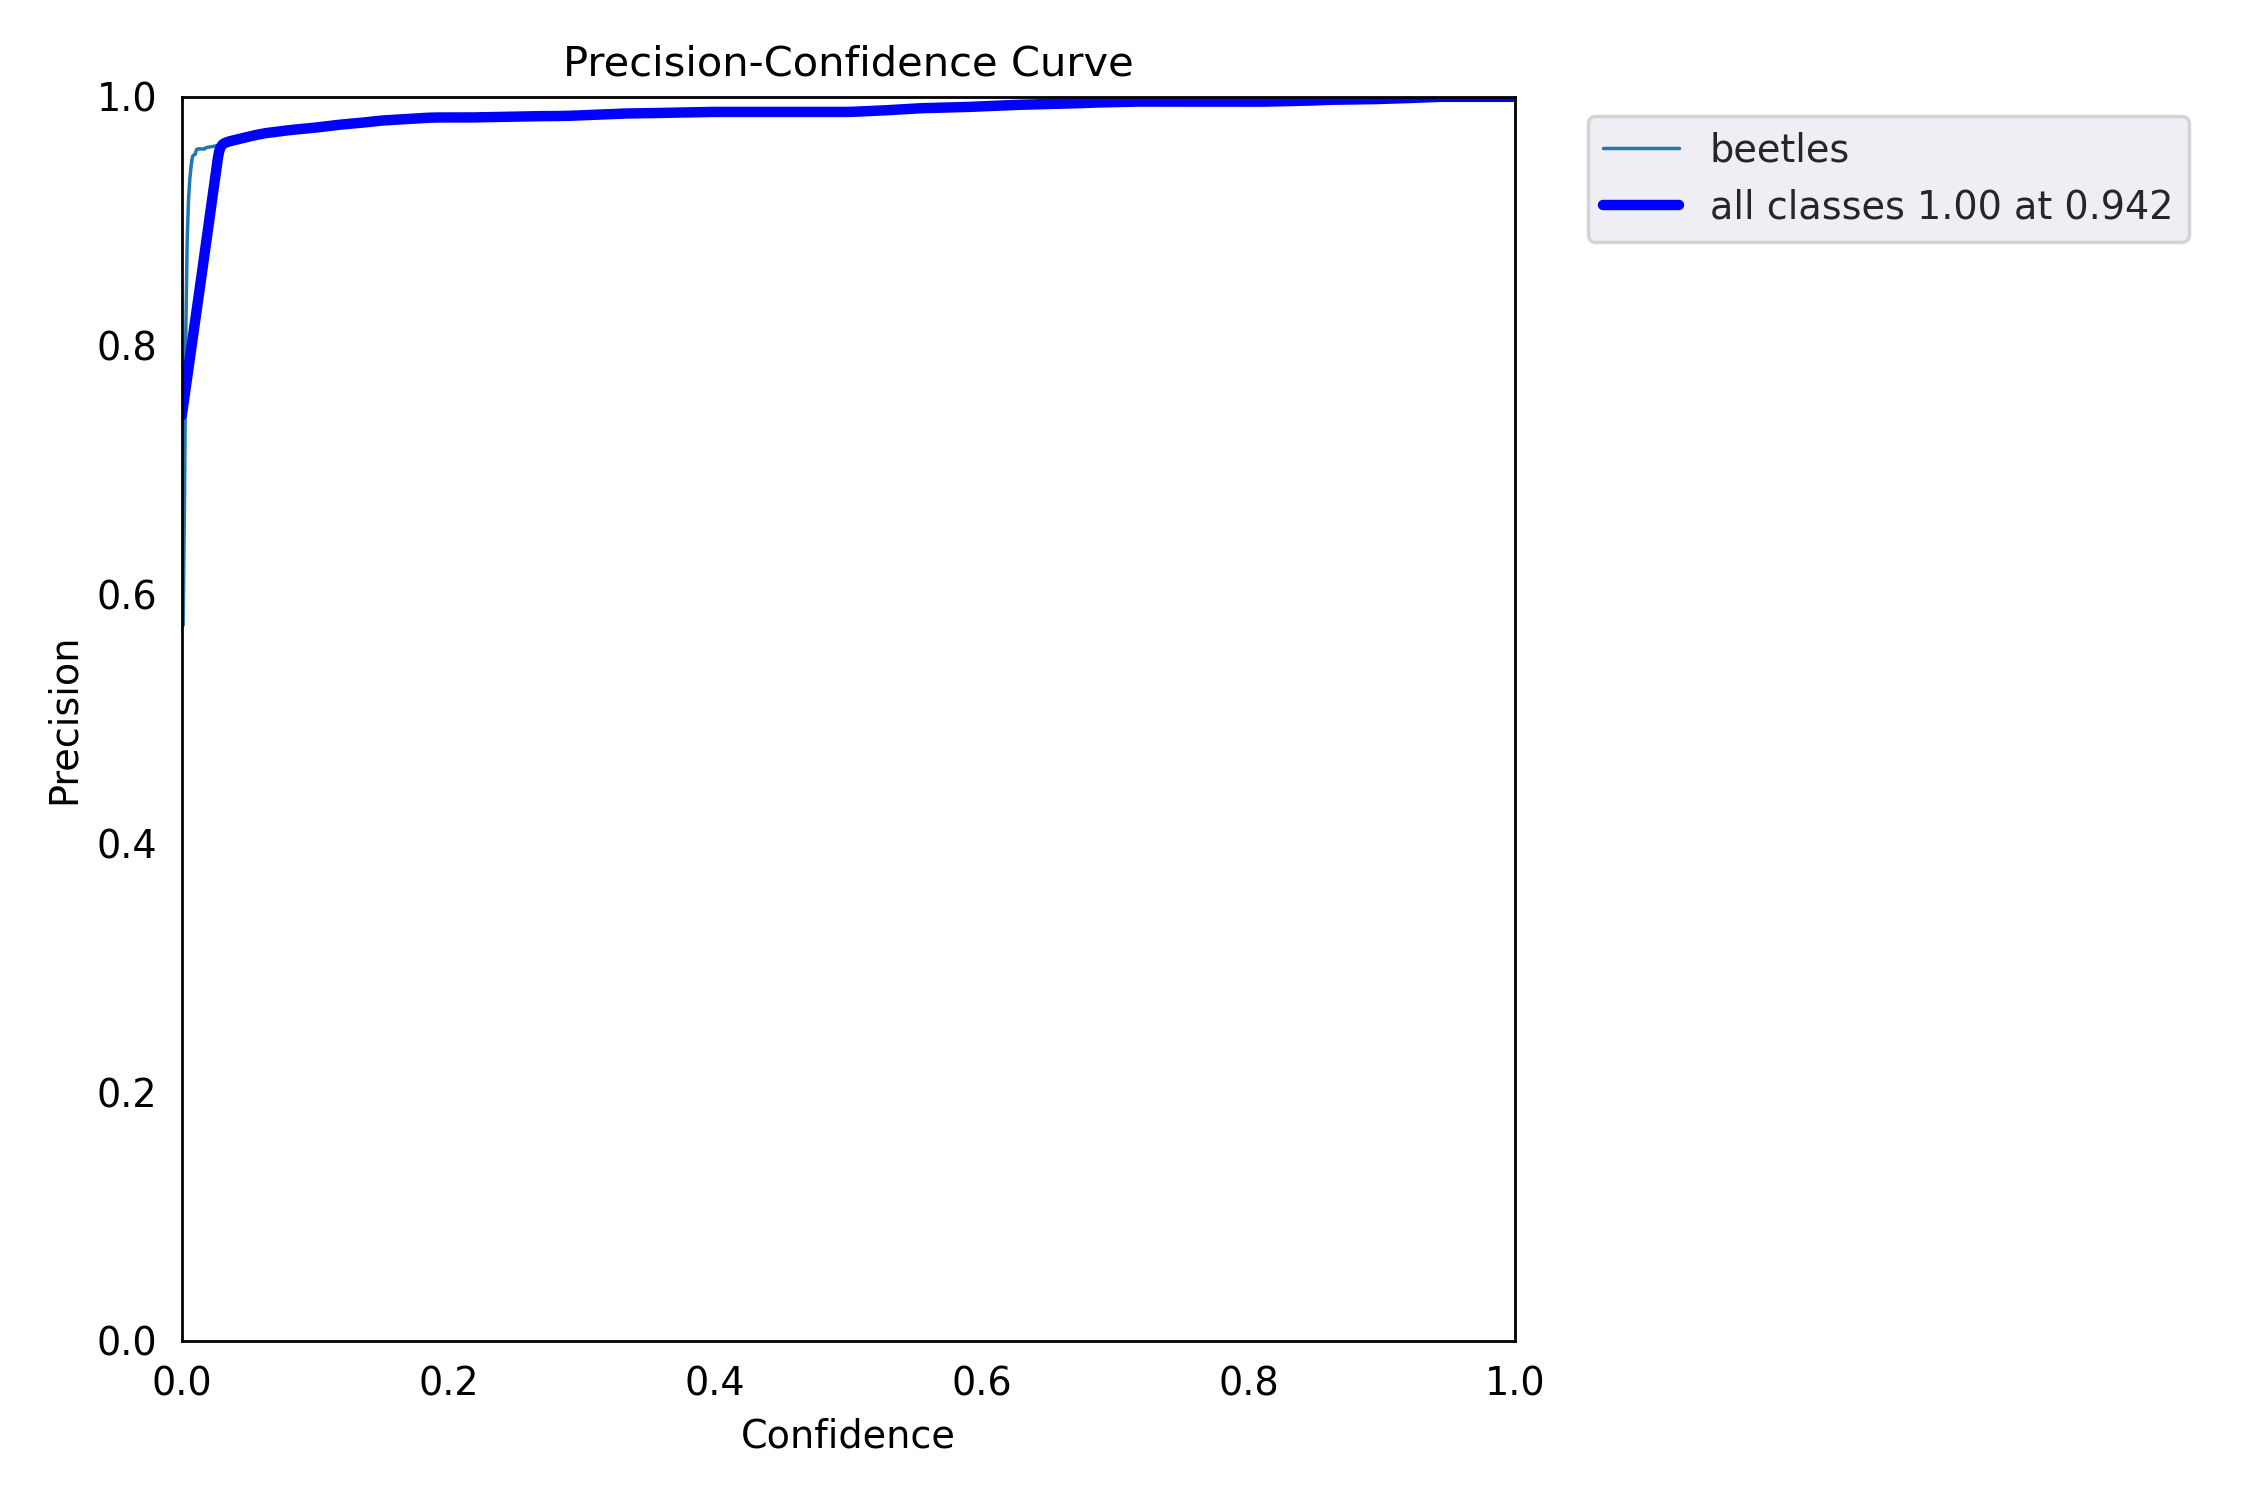 Precision-Confidence Curve
1.0
0.8
0.6
0.4
0.2
0.0
Precision
0.0 0.2 0.4 0.6 0.8 1.0
Confidence
beetles
all classes 1.00 at 0.942